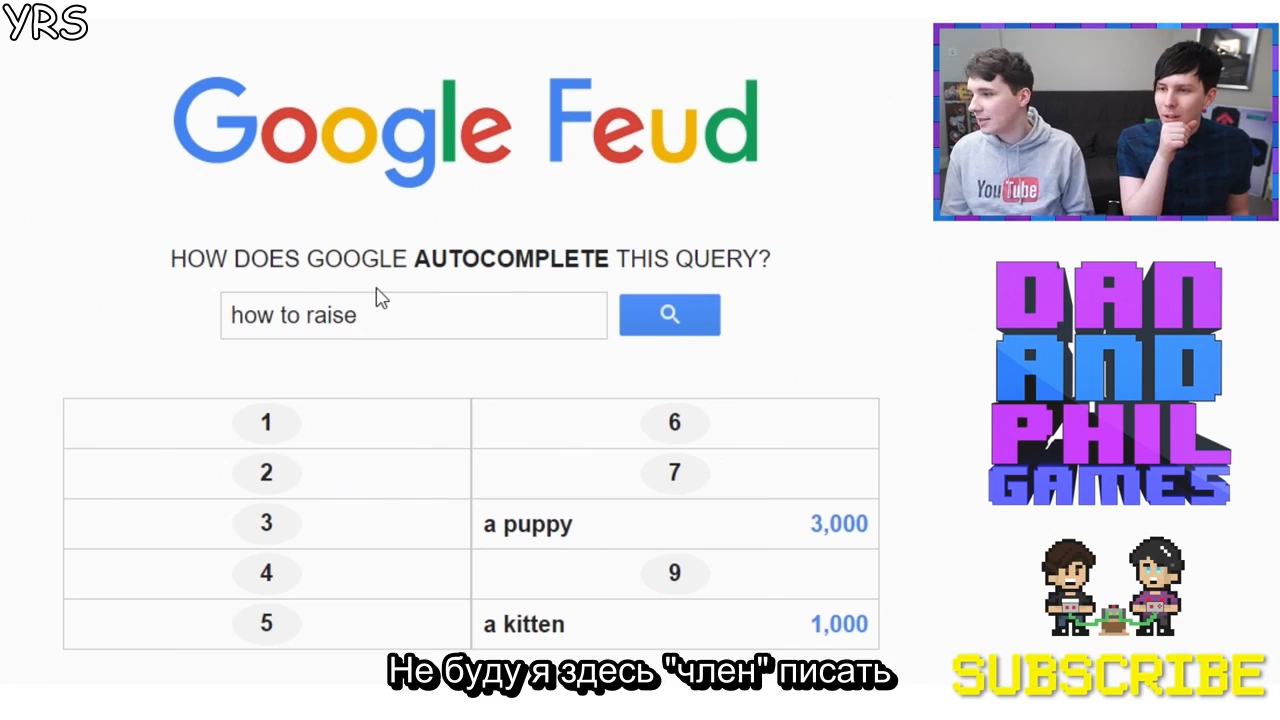 YRS
Google Feud
HOW DOES GOOGLE AUTOCOMPLETE THIS QUERY?
how to raise
1
6
2
7
3
a puppy 3,000
4
9
5
a kitten 1,000
Не буду я здесь "член" писать
YouTube
DAN
AND
PHIL
GAMES
SUBSCRIBE